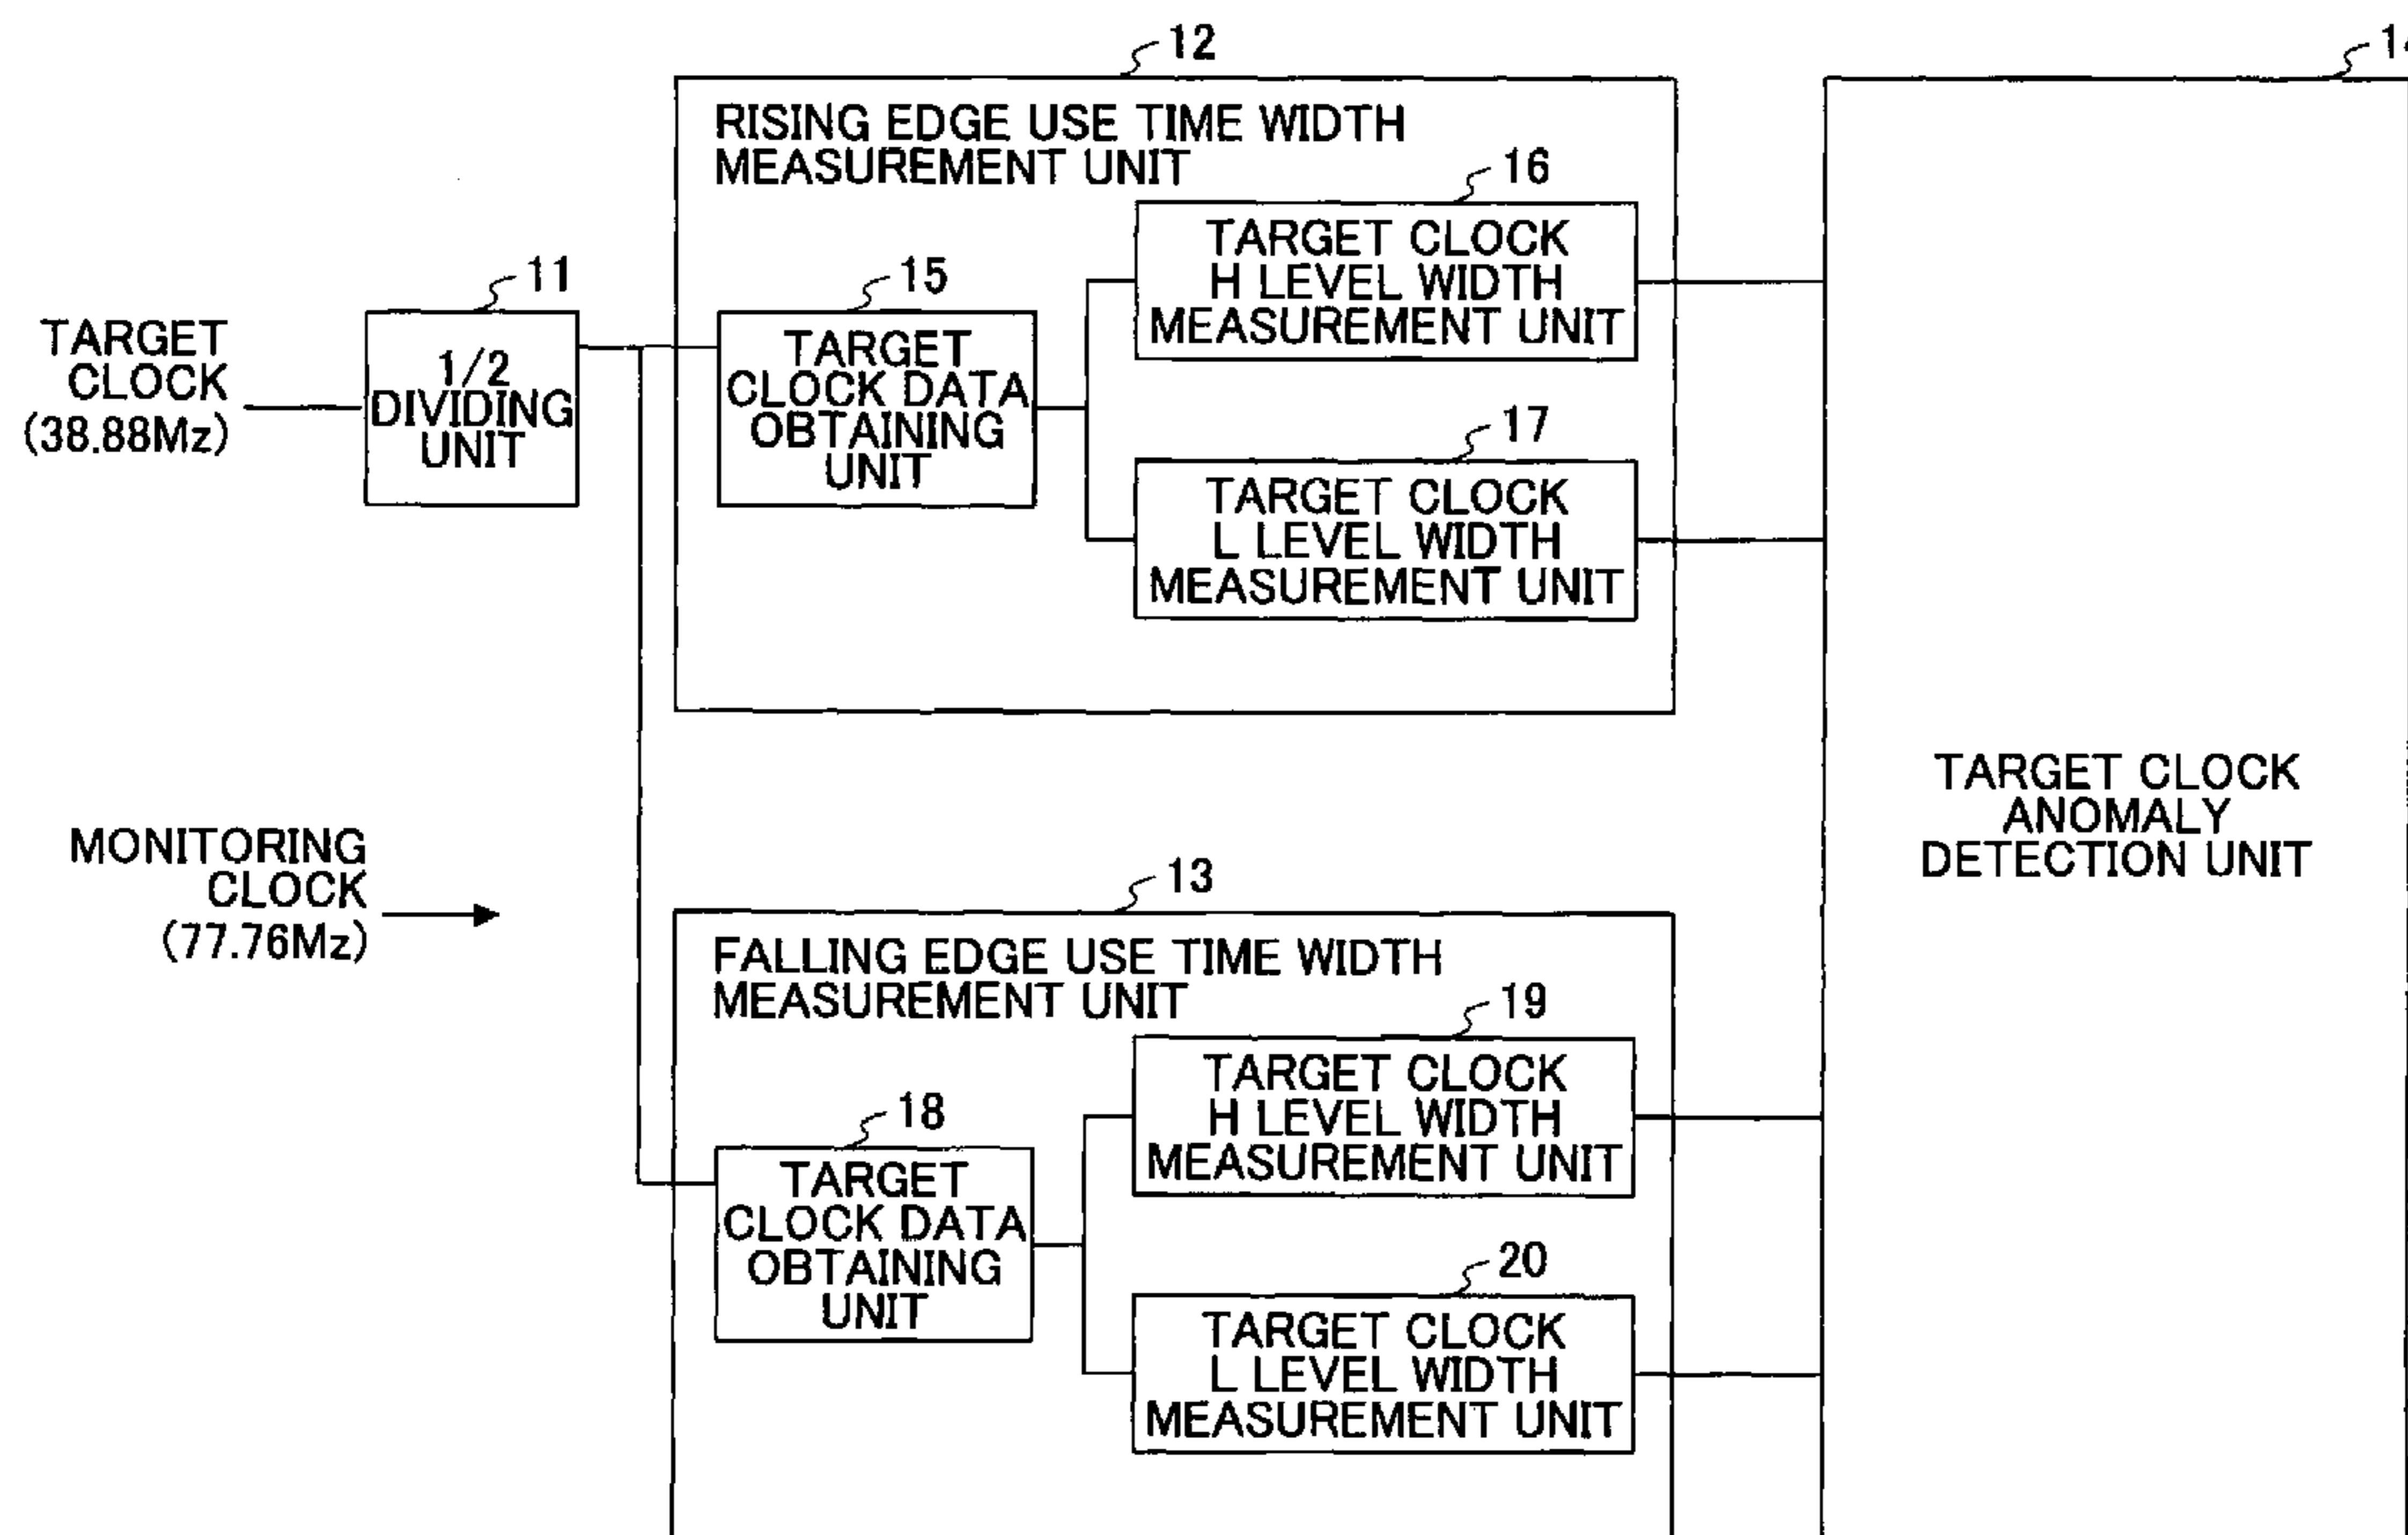 12
RISING EDGE USE TIME WIDTH
MEASUREMENT UNIT
16
TARGET CLOCK
H LEVEL WIDTH
MEASUREMENT UNIT
11
15
TARGET
CLOCK
(38.88Mz)
1/2
DIVIDING
UNIT
TARGET
CLOCK DATA
OBTAINING
UNIT
17
TARGET CLOCK
L LEVEL WIDTH
MEASUREMENT UNIT
TARGET CLOCK
ANOMALY
DETECTION UNIT
MONITORING
CLOCK
(77.76Mz)
13
FALLING EDGE USE TIME WIDTH
MEASUREMENT UNIT
19
TARGET CLOCK
H LEVEL WIDTH
MEASUREMENT UNIT
18
TARGET
CLOCK DATA
OBTAINING
UNIT
20
TARGET CLOCK
L LEVEL WIDTH
MEASUREMENT UNIT